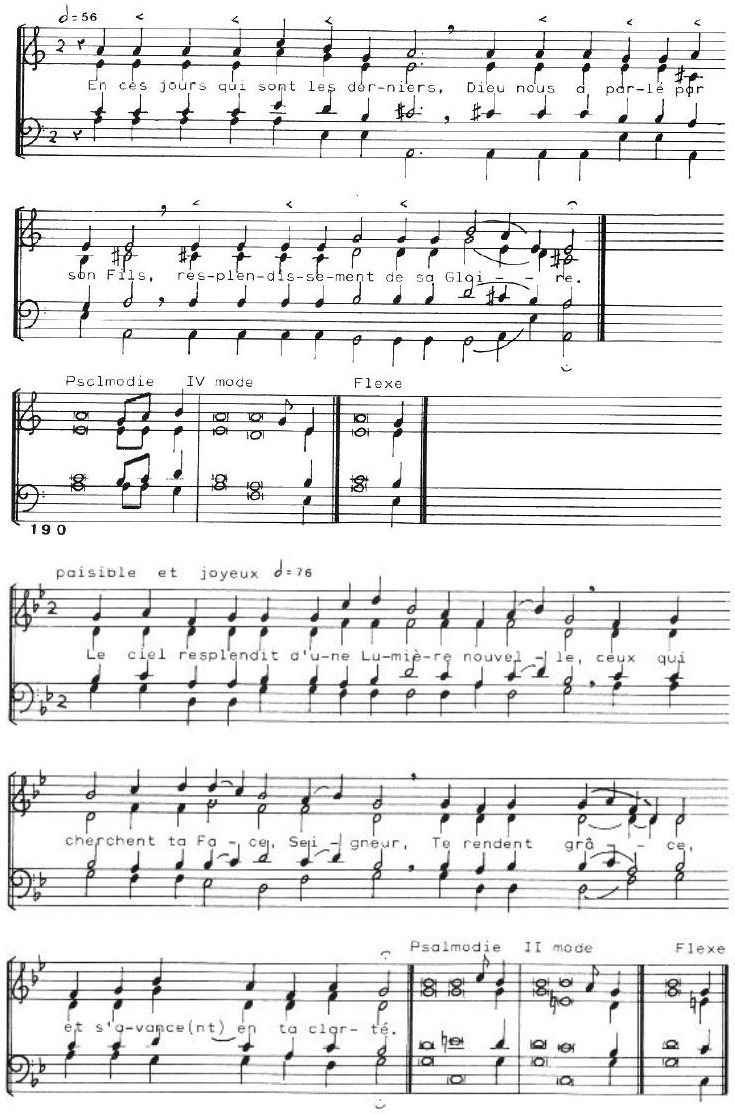 𝅗𝅥=56
En ces jours qui sont les der-niers, Dieu nous a par-lé par
son Fils, res-plen-dis-se-ment de sa Gloi - - re.
Psclmodie IV mode Flexe
190
paisible et joyeux 𝅗𝅥=76
Le ciel resplendit d'u-ne Lu-miè-re nouvel - le, ceux qui
cherchent ta Fa - ce, Sei - gneur, Te rendent grâ - - ce,
Psalmodie II mode Flexe
et s'a-vance(nt) en ta clar-té.